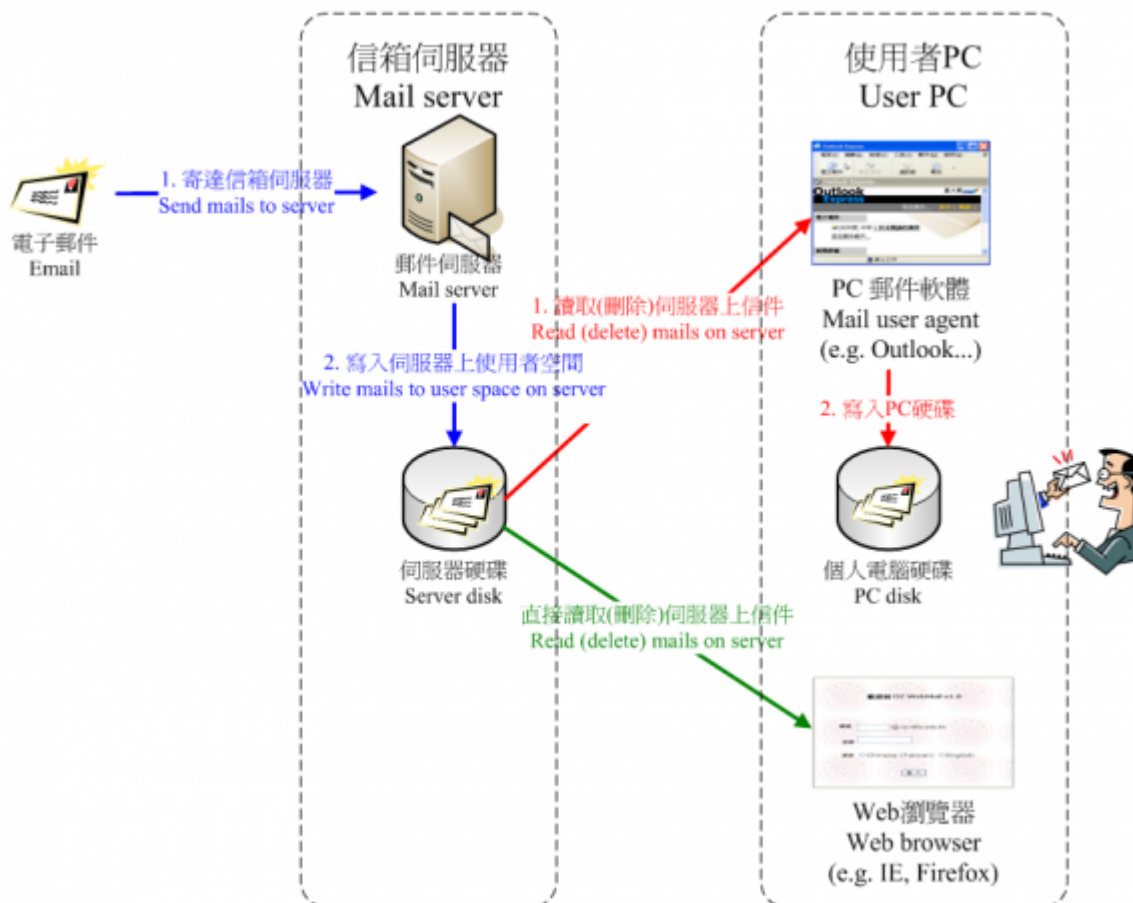 信箱伺服器
Mail server
使用者PC
User PC
1. 寄達信箱伺服器
Send mails to server
電子郵件
Email
郵件伺服器
Mail server
Outlook Express
Outlook
Express
PC 郵件軟體
Mail user agent
(e.g. Outlook...)
1. 讀取(刪除)伺服器上信件
Read (delete) mails on server
2. 寫入伺服器上使用者空間
Write mails to user space on server
2. 寫入PC硬碟
伺服器硬碟
Server disk
個人電腦硬碟
PC disk
直接讀取(刪除)伺服器上信件
Read (delete) mails on server
Web瀏覽器
Web browser
(e.g. IE, Firefox)